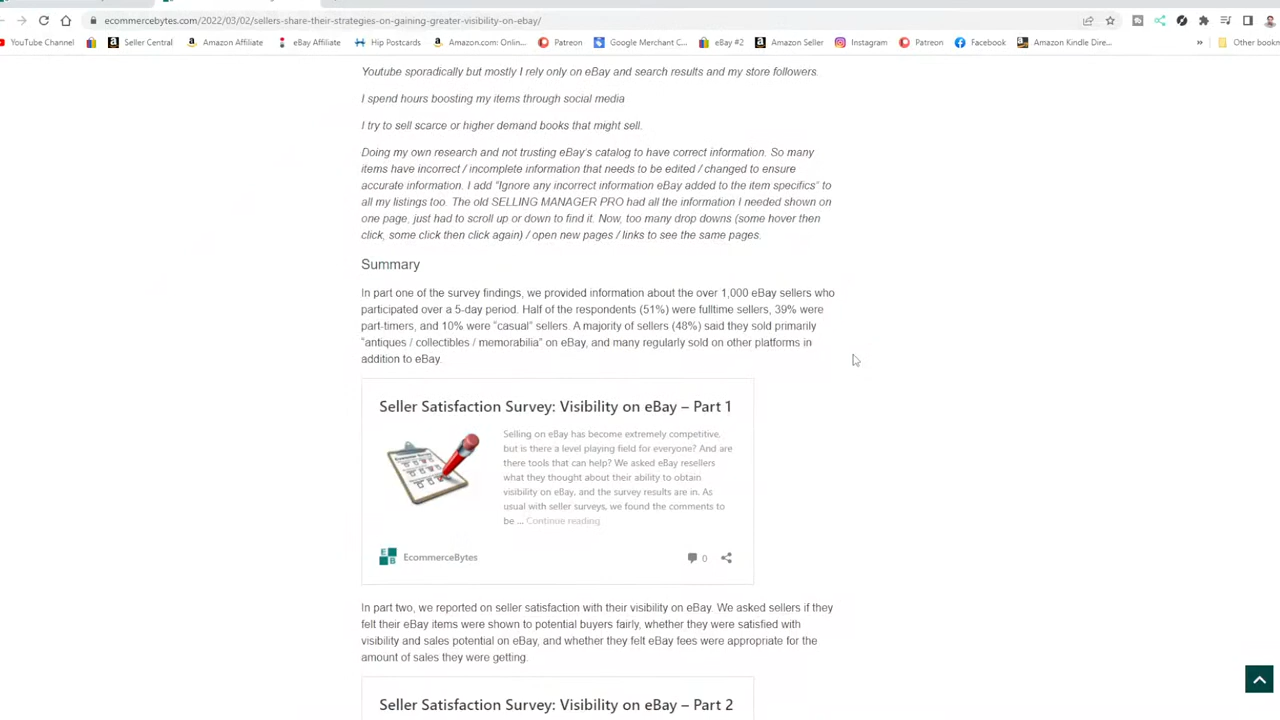 ecommercebytes.com/2022/03/02/sellers-share-their-strategies-on-gaining-greater-visibility-on-ebay/
YouTube Channel Seller Central Amazon Affiliate eBay Affiliate Hip Postcards Amazon.com: Onlin... Patreon Google Merchant C... eBay #2 Amazon Seller Instagram Patreon Facebook Amazon Kindle Dire... » Other bookm
Youtube sporadically but mostly I rely only on eBay and search results and my store followers.
I spend hours boosting my items through social media
I try to sell scarce or higher demand books that might sell.
Doing my own research and not trusting eBay's catalog to have correct information. So many
items have incorrect / incomplete information that needs to be edited / changed to ensure
accurate information. I add "Ignore any incorrect information eBay added to the item specifics" to
all my listings too. The old SELLING MANAGER PRO had all the information I needed shown on
one page, just had to scroll up or down to find it. Now, too many drop downs (some hover then
click, some click then click again) / open new pages / links to see the same pages.
Summary
In part one of the survey findings, we provided information about the over 1,000 eBay sellers who
participated over a 5-day period. Half of the respondents (51%) were fulltime sellers, 39% were
part-timers, and 10% were "casual" sellers. A majority of sellers (48%) said they sold primarily
"antiques / collectibles / memorabilia" on eBay, and many regularly sold on other platforms in
addition to eBay.
Seller Satisfaction Survey: Visibility on eBay – Part 1
Selling on eBay has become extremely competitive,
but is there a level playing field for everyone? And are
there tools that can help? We asked eBay resellers
what they thought about their ability to obtain
visibility on eBay, and the survey results are in. As
usual with seller surveys, we found the comments to
be ... Continue reading
EcommerceBytes 0
In part two, we reported on seller satisfaction with their visibility on eBay. We asked sellers if they
felt their eBay items were shown to potential buyers fairly, whether they were satisfied with
visibility and sales potential on eBay, and whether they felt eBay fees were appropriate for the
amount of sales they were getting.
Seller Satisfaction Survey: Visibility on eBay – Part 2